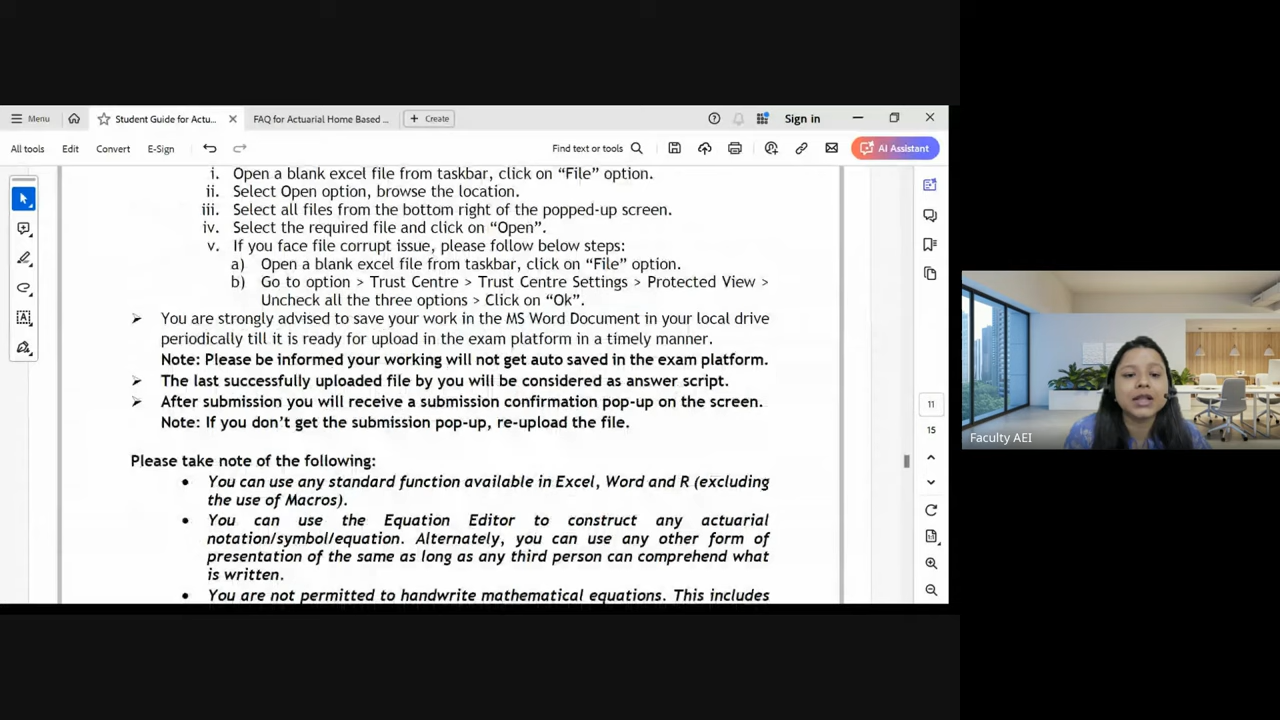 Menu
Student Guide for Actu...
FAQ for Actuarial Home Based ...
Create
Sign in
All tools
Edit
Convert
E-Sign
Find text or tools
AI Assistant
i. Open a blank excel file from taskbar, click on “File” option.
ii. Select Open option, browse the location.
iii. Select all files from the bottom right of the popped-up screen.
iv. Select the required file and click on “Open”.
v. If you face file corrupt issue, please follow below steps:
a) Open a blank excel file from taskbar, click on “File” option.
b) Go to option > Trust Centre > Trust Centre Settings > Protected View >
Uncheck all the three options > Click on “Ok”.
➢ You are strongly advised to save your work in the MS Word Document in your local drive
periodically till it is ready for upload in the exam platform in a timely manner.
Note: Please be informed your working will not get auto saved in the exam platform.
➢ The last successfully uploaded file by you will be considered as answer script.
➢ After submission you will receive a submission confirmation pop-up on the screen.
Note: If you don’t get the submission pop-up, re-upload the file.
Please take note of the following:
• You can use any standard function available in Excel, Word and R (excluding
the use of Macros).
• You can use the Equation Editor to construct any actuarial
notation/symbol/equation. Alternately, you can use any other form of
presentation of the same as long as any third person can comprehend what
is written.
• You are not permitted to handwrite mathematical equations. This includes
11
15
Faculty AEI